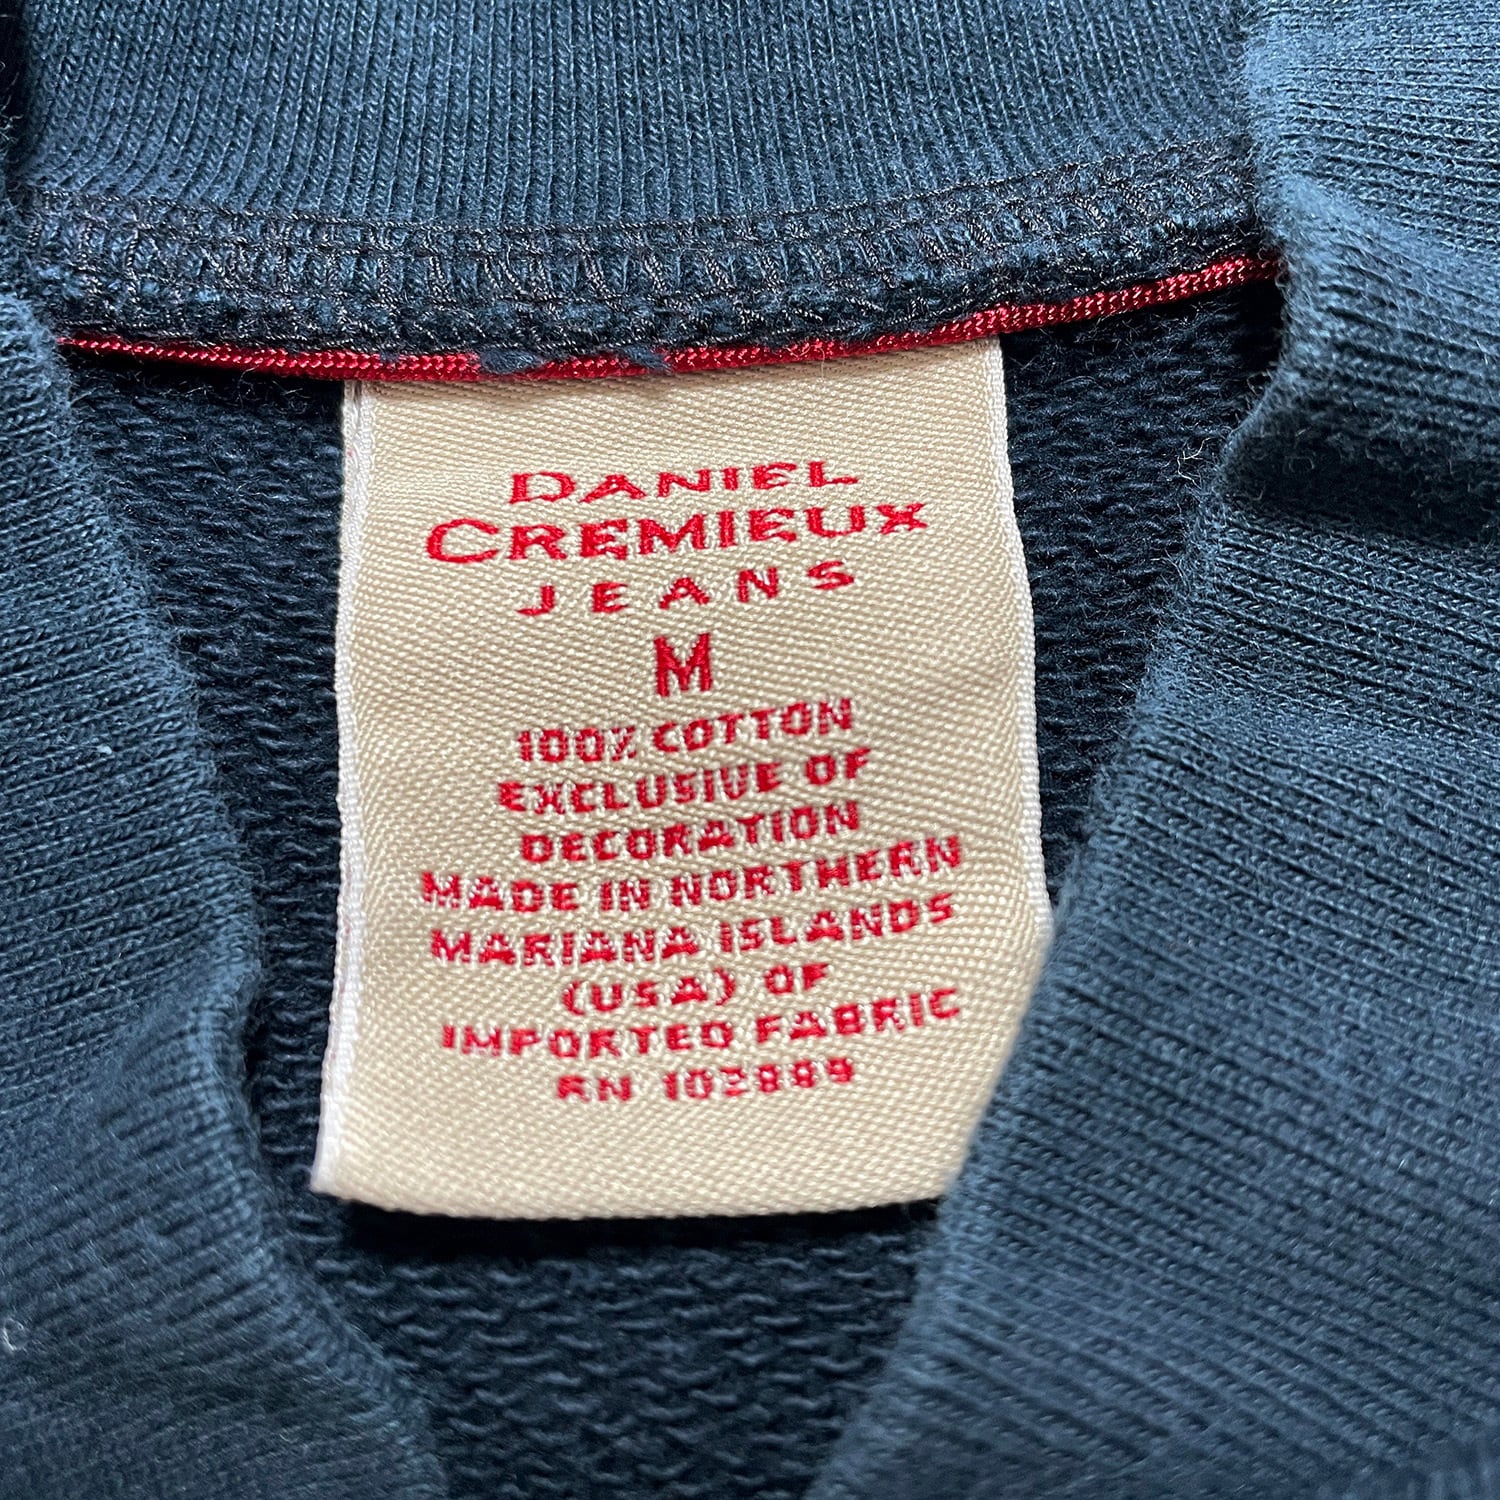 DANIEL
CREMIEUX
JEANS
M
100% COTTON
EXCLUSIVE OF
DECORATION
MADE IN NORTHERN
MARIANA ISLANDS
(USA) OF
IMPORTED FABRIC
RN 102889